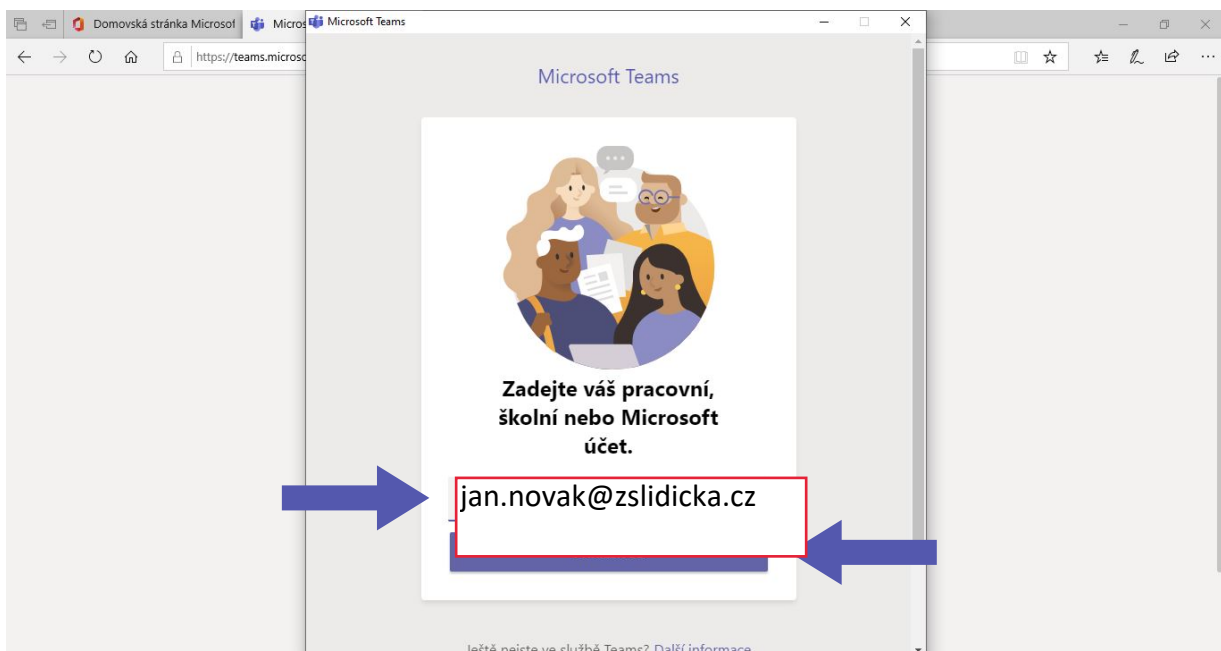 Domovská stránka Microsof
Micros
Microsoft Teams
https://teams.microsc
Microsoft Teams
Zadejte váš pracovní,
školní nebo Microsoft
účet.
jan.novak@zslidicka.cz
Ještě nejste ve službě Teams? Další informace